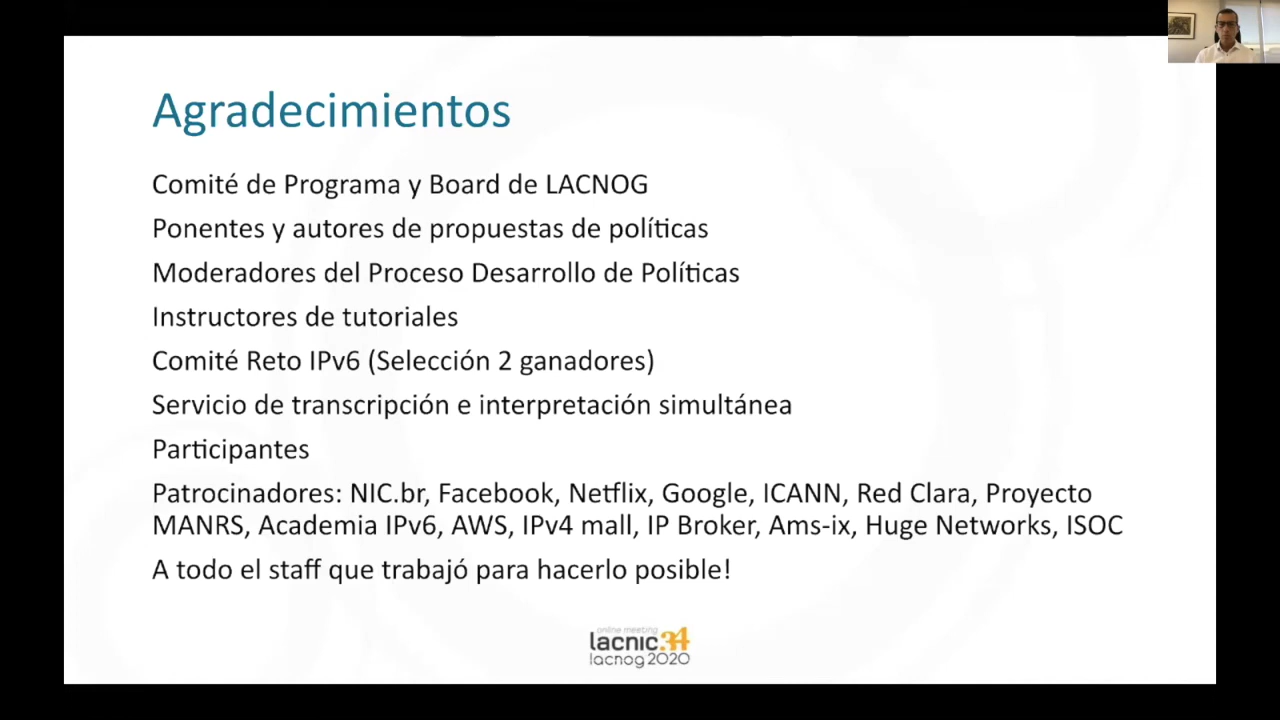 Agradecimientos
Comité de Programa y Board de LACNOG
Ponentes y autores de propuestas de políticas
Moderadores del Proceso Desarrollo de Políticas
Instructores de tutoriales
Comité Reto IPv6 (Selección 2 ganadores)
Servicio de transcripción e interpretación simultánea
Participantes
Patrocinadores: NIC.br, Facebook, Netflix, Google, ICANN, Red Clara, Proyecto
MANRS, Academia IPv6, AWS, IPv4 mall, IP Broker, Ams-ix, Huge Networks, ISOC
A todo el staff que trabajó para hacerlo posible!
online meeting
lacnic34
lacnog2020